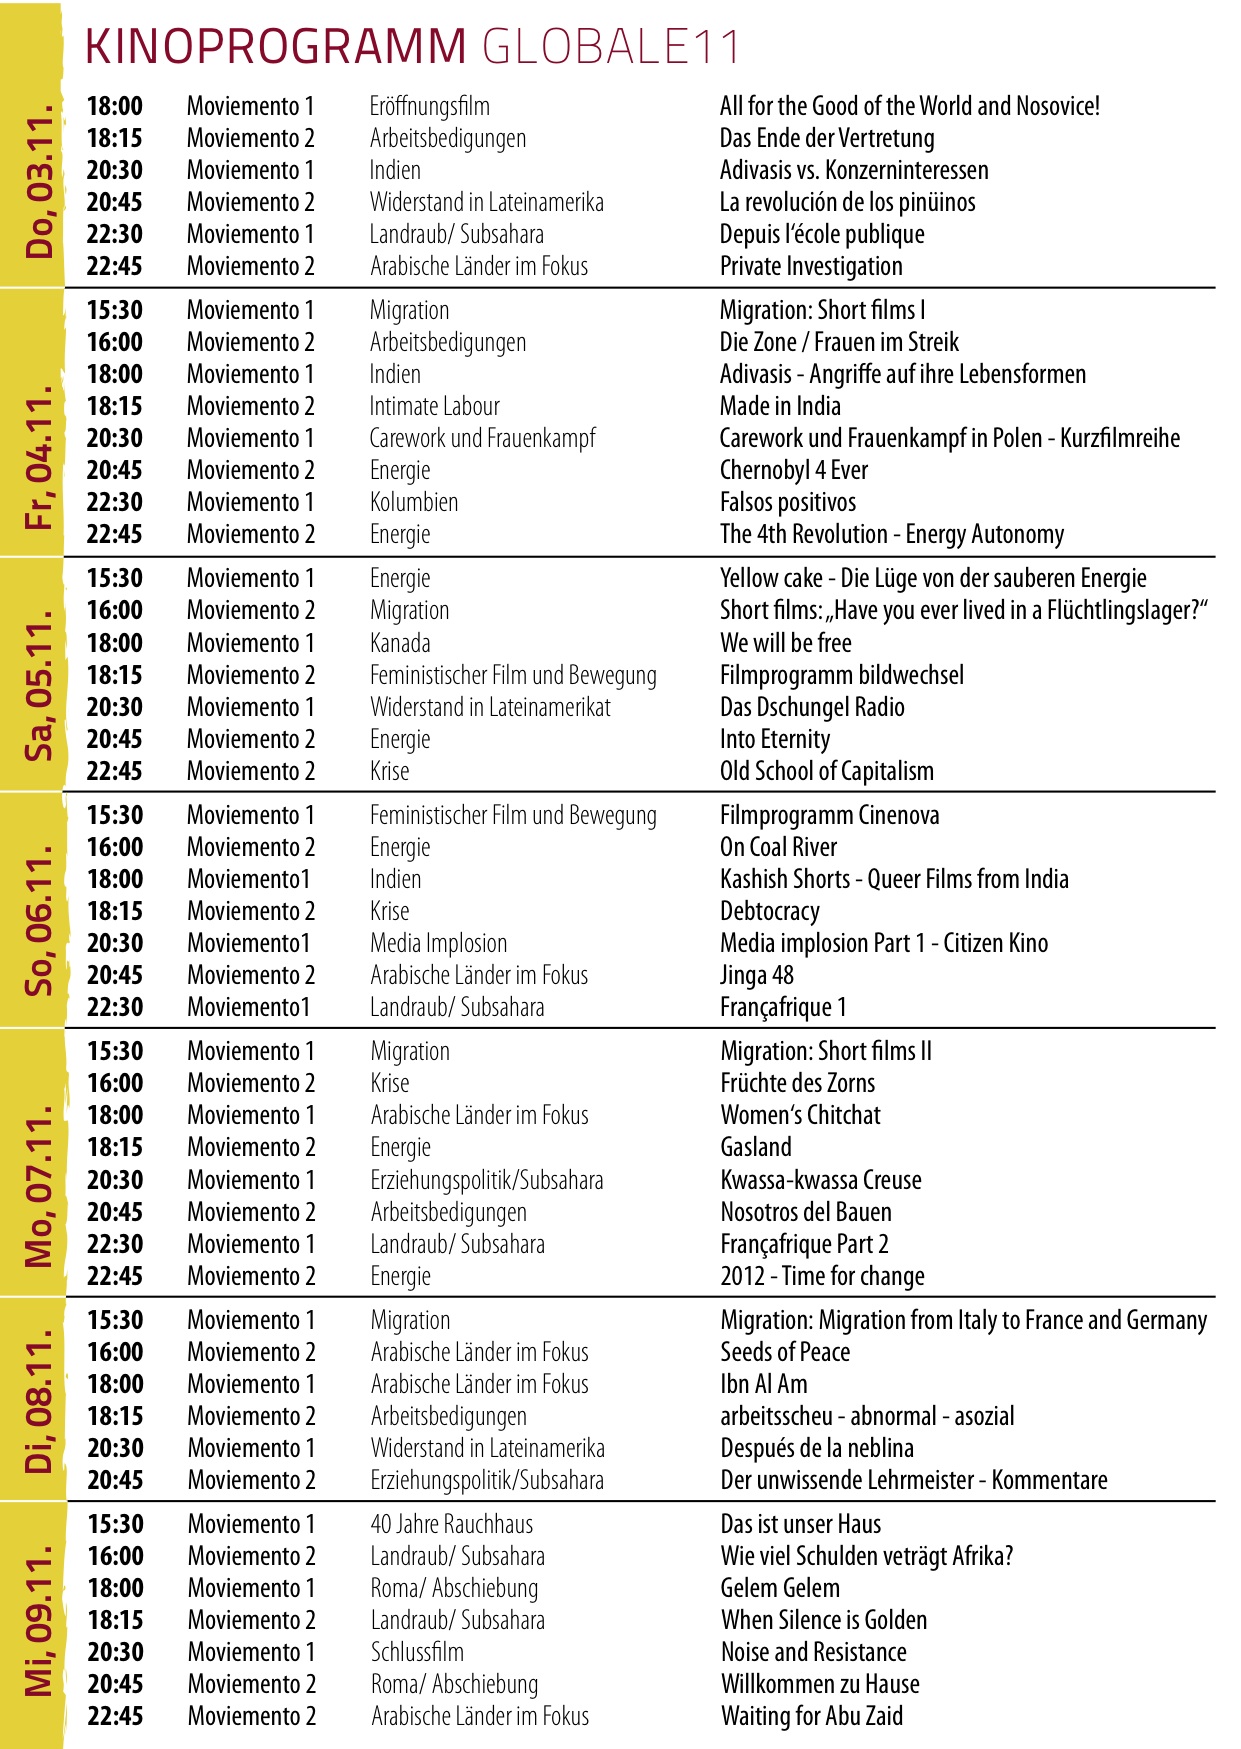 KINOPROGRAMM GLOBALE11
Do, 03.11.
18:00 Moviemento 1 Eröffnungsfilm All for the Good of the World and Nosovice!
18:15 Moviemento 2 Arbeitsbedigungen Das Ende der Vertretung
20:30 Moviemento 1 Indien Adivasis vs. Konzerninteressen
20:45 Moviemento 2 Widerstand in Lateinamerika La revolución de los pinüinos
22:30 Moviemento 1 Landraub/ Subsahara Depuis l‘école publique
22:45 Moviemento 2 Arabische Länder im Fokus Private Investigation
Fr, 04.11.
15:30 Moviemento 1 Migration Migration: Short films I
16:00 Moviemento 2 Arbeitsbedigungen Die Zone / Frauen im Streik
18:00 Moviemento 1 Indien Adivasis - Angriffe auf ihre Lebensformen
18:15 Moviemento 2 Intimate Labour Made in India
20:30 Moviemento 1 Carework und Frauenkampf Carework und Frauenkampf in Polen - Kurzfilmreihe
20:45 Moviemento 2 Energie Chernobyl 4 Ever
22:30 Moviemento 1 Kolumbien Falsos positivos
22:45 Moviemento 2 Energie The 4th Revolution - Energy Autonomy
Sa, 05.11.
15:30 Moviemento 1 Energie Yellow cake - Die Lüge von der sauberen Energie
16:00 Moviemento 2 Migration Short films: „Have you ever lived in a Flüchtlingslager?“
18:00 Moviemento 1 Kanada We will be free
18:15 Moviemento 2 Feministischer Film und Bewegung Filmprogramm bildwechsel
20:30 Moviemento 1 Widerstand in Lateinamerikat Das Dschungel Radio
20:45 Moviemento 2 Energie Into Eternity
22:45 Moviemento 2 Krise Old School of Capitalism
So, 06.11.
15:30 Moviemento 1 Feministischer Film und Bewegung Filmprogramm Cinenova
16:00 Moviemento 2 Energie On Coal River
18:00 Moviemento1 Indien Kashish Shorts - Queer Films from India
18:15 Moviemento 2 Krise Debtocracy
20:30 Moviemento1 Media Implosion Media implosion Part 1 - Citizen Kino
20:45 Moviemento 2 Arabische Länder im Fokus Jinga 48
22:30 Moviemento1 Landraub/ Subsahara Françafrique 1
Mo, 07.11.
15:30 Moviemento 1 Migration Migration: Short films II
16:00 Moviemento 2 Krise Früchte des Zorns
18:00 Moviemento 1 Arabische Länder im Fokus Women‘s Chitchat
18:15 Moviemento 2 Energie Gasland
20:30 Moviemento 1 Erziehungspolitik/Subsahara Kwassa-kwassa Creuse
20:45 Moviemento 2 Arbeitsbedigungen Nosotros del Bauen
22:30 Moviemento 1 Landraub/ Subsahara Françafrique Part 2
22:45 Moviemento 2 Energie 2012 - Time for change
Di, 08.11.
15:30 Moviemento 1 Migration Migration: Migration from Italy to France and Germany
16:00 Moviemento 2 Arabische Länder im Fokus Seeds of Peace
18:00 Moviemento 1 Arabische Länder im Fokus Ibn Al Am
18:15 Moviemento 2 Arbeitsbedigungen arbeitsscheu - abnormal - asozial
20:30 Moviemento 1 Widerstand in Lateinamerika Después de la neblina
20:45 Moviemento 2 Erziehungspolitik/Subsahara Der unwissende Lehrmeister - Kommentare
Mi, 09.11.
15:30 Moviemento 1 40 Jahre Rauchhaus Das ist unser Haus
16:00 Moviemento 2 Landraub/ Subsahara Wie viel Schulden veträgt Afrika?
18:00 Moviemento 1 Roma/ Abschiebung Gelem Gelem
18:15 Moviemento 2 Landraub/ Subsahara When Silence is Golden
20:30 Moviemento 1 Schlussfilm Noise and Resistance
20:45 Moviemento 2 Roma/ Abschiebung Willkommen zu Hause
22:45 Moviemento 2 Arabische Länder im Fokus Waiting for Abu Zaid